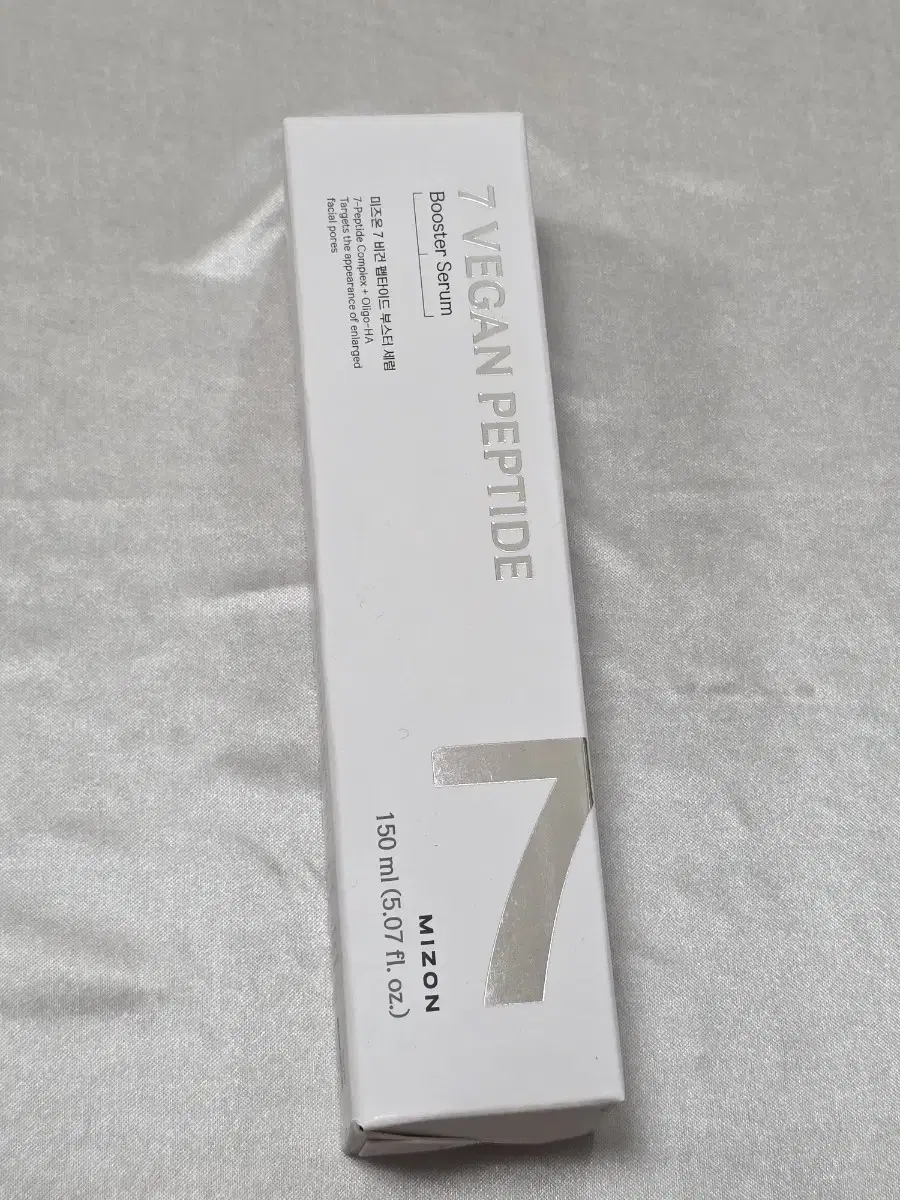 7 VEGAN PEPTIDE
Booster Serum
미즈온 7 비건 펩타이드 부스터 세럼
7-Peptide Complex + Oligo-HA
Targets the appearance of enlarged
facial pores
7
MIZON
150 ml (5.07 fl. oz.)